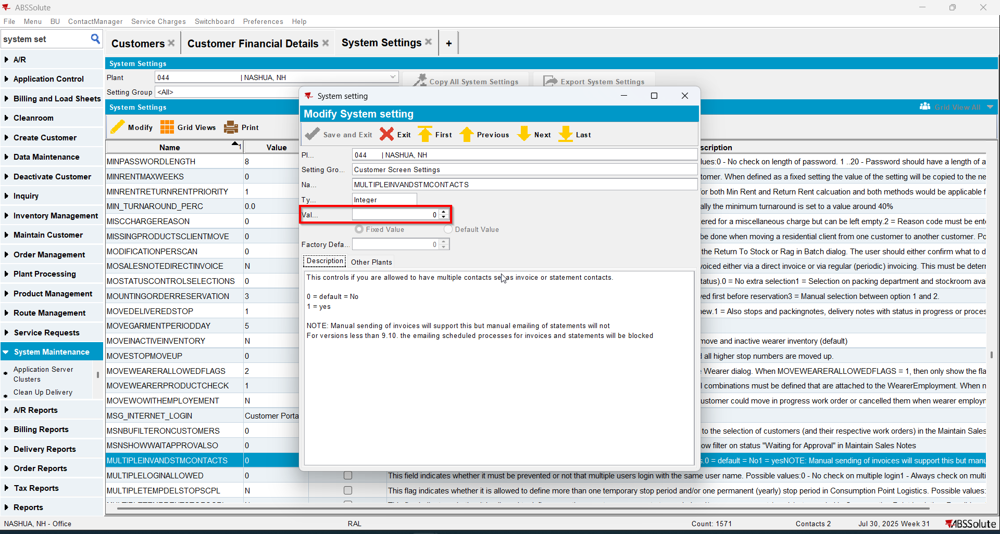 ABSSolute
File Menu BU ContactManager Service Charges Switchboard Preferences Help
system set
Customers
Customer Financial Details
System Settings
+
A/R
Application Control
Billing and Load Sheets
Cleanroom
Create Customer
Data Maintenance
Deactivate Customer
Inquiry
Inventory Management
Maintain Customer
Order Management
Plant Processing
Product Management
Route Management
Service Requests
System Maintenance
Application Server
Clusters
Clean Up Delivery
A/R Reports
Billing Reports
Delivery Reports
Order Reports
Tax Reports
Reports
System Settings
Plant 044 | NASHUA, NH
Copy All System Settings
Export System Settings
Setting Group <All>
System Settings
Grid View All
Modify Grid Views Print
Name 1 Value scription
MINPASSWORDLENGTH 8 lues:0 - No check on length of password. 1 ..20 - Password should have a length of a
MINRENTMAXWEEKS 0 tomer. When defined as a fixed setting the value of the setting will be copied to the ne
MINRENTRETURNRENTPRIORITY 1 or both Min Rent and Return Rent calcuation and both methods would be applicable f
MIN_TURNAROUND_PERC 0.0 ally the minimum turnaround is set to a value around 40%
MISCCHARGEREASON 0 ered for a miscellaneous charge but can be left empty.2 = Reason code must be ent
MISSINGPRODUCTSCLIENTMOVE 0 be done when moving a residential client from one customer to another customer. Po
MODIFICATIONPERSCAN 0 the Return To Stock or Rag in Batch dialog. The user should either confirm what to d
MOSALESNOTEDIRECTINVOICE N voiced either via a direct invoice or via regular (periodic) invoicing. This must be deter
MOSTATUSCONTROLSELECTIONS 0 tatus).0 = No extra selection1 = Selection on packing department and stockroom ava
MOUNTINGORDERRESERVATION 3 ved first before reservation3 = Manual selection between option 1 and 2.
MOVEDELIVEREDSTOP 1 ew.1 = Also stops and packingnotes, delivery notes with status in progress or proces
MOVEGARMENTPERIODDAY 5
MOVEINACTIVEINVENTORY N move and inactive wearer inventory (default)
MOVESTOPMOVEUP 0 all higher stop numbers are moved up.
MOVEWEARERALLOWEDFLAGS 2 Wearer dialog. When MOVEWEARERALLOWEDFLAGS = 1, then only show the fla
MOVEWEARERPRODUCTCHECK 1 combinations must be defined that are attached to the WearerEmployment. When n
MOVEWOWITHEMPLOYEMENT N ustomer could move in progress work order or cancelled them when wearer employn
MSG_INTERNET_LOGIN Customer Porta
MSNBUFILTERONCUSTOMERS 0 to the selection of customers (and their respective work orders) in the Maintain Sales
MSNSHOWWAITAPPROVALSO 0 ow filter on status "Waiting for Approval" in Maintain Sales Notes
MULTIPLEINVANDSTMCONTACTS 0 s.0 = default = No1 = yesNOTE: Manual sending of invoices will support this but manu
MULTIPLELOGINALLOWED 0 This field indicates whether it must be prevented or not that multiple users login with the same user name. Possible values:0 - No check on multiple login1 - Always check on multi
MULTIPLETEMPDELSTOPSCPL N This flag indicates whether it is allowed to define more than one temporary stop period and/or one permanent (yearly) stop period in Consumption Point Logistics. Possible values:
System setting
Modify System setting
Save and Exit Exit First Previous Next Last
Pl... 044 | NASHUA, NH
Setting Gro... Customer Screen Settings
Na... MULTIPLEINVANDSTMCONTACTS
Ty... Integer
Val... 0
Fixed Value Default Value
Factory Defa... 0
Description Other Plants
This controls if you are allowed to have multiple contacts as invoice or statement contacts.
0 = default = No
1 = yes
NOTE: Manual sending of invoices will support this but manual emailing of statements will not
For versions less than 9.10. the emailing scheduled processes for invoices and statements will be blocked
NASHUA, NH - Office RAL Count: 1571 Contacts 2 Jul 30, 2025 Week 31 ABSSolute